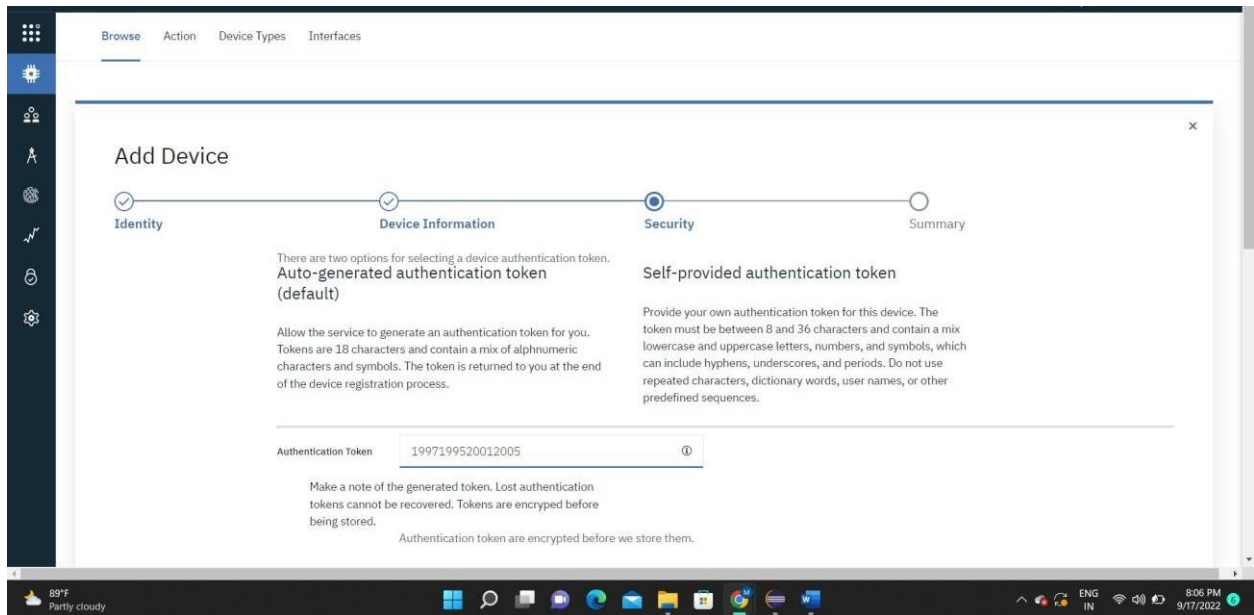 Browse Action Device Types Interfaces
×
Add Device
Identity Device Information Security Summary
There are two options for selecting a device authentication token.
Auto-generated authentication token
(default)
Allow the service to generate an authentication token for you.
Tokens are 18 characters and contain a mix of alphnumeric
characters and symbols. The token is returned to you at the end
of the device registration process.
Self-provided authentication token
Provide your own authentication token for this device. The
token must be between 8 and 36 characters and contain a mix
lowercase and uppercase letters, numbers, and symbols, which
can include hyphens, underscores, and periods. Do not use
repeated characters, dictionary words, user names, or other
predefined sequences.
Authentication Token 1997199520012005
Make a note of the generated token. Lost authentication
tokens cannot be recovered. Tokens are encryped before
being stored.
Authentication token are encrypted before we store them.
89°F
Partly cloudy
ENG
IN
8:06 PM
9/17/2022
6